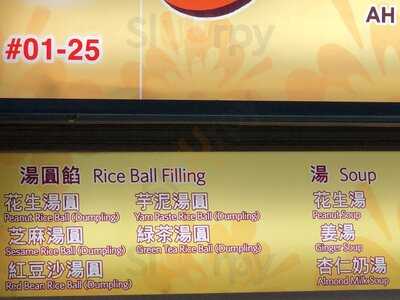 AH
#01-25
Slurpy
湯圓餡 Rice Ball Filling
湯 Soup
花生湯圓
Peanut Rice Ball (Dumpling)
芋泥湯圓
Yam Paste Rice Ball (Dumpling)
花生湯
Peanut Soup
芝麻湯圓
Sesame Rice Ball (Dumpling)
綠茶湯圓
Green Tea Rice Ball (Dumpling)
姜湯
Ginger Soup
紅豆沙湯圓
Red Bean Rice Ball (Dumpling)
杏仁奶湯
Almond Milk Soup